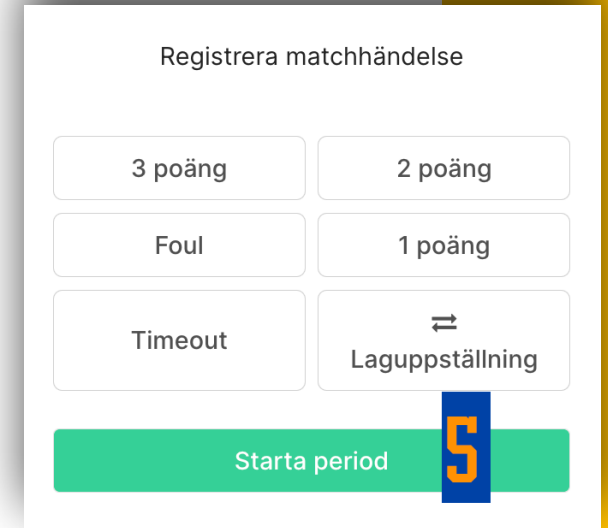 Registrera matchhändelse
3 poäng
2 poäng
Foul
1 poäng
Timeout
Laguppställning
Starta period
S